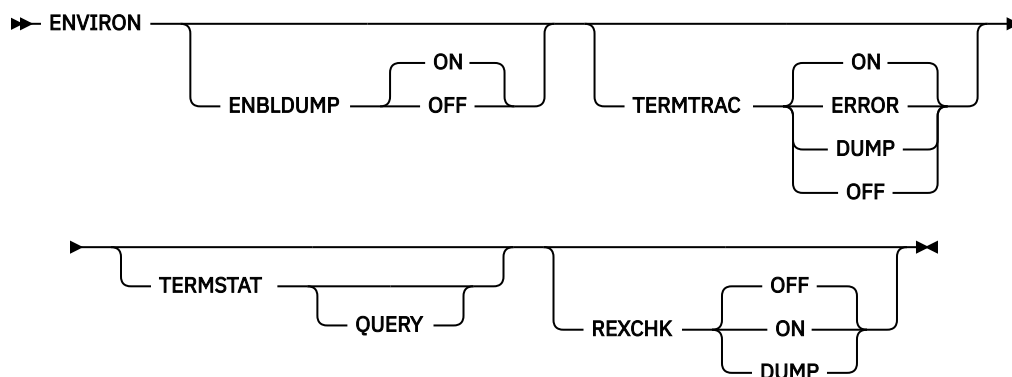 ENVIRON
ON ON
ENBLDUMP OFF TERMTRAC ERROR
DUMP
OFF
TERMSTAT OFF
QUERY REXCHK ON
DUMP